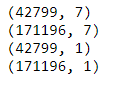 (42799, 7)
(171196, 7)
(42799, 1)
(171196, 1)